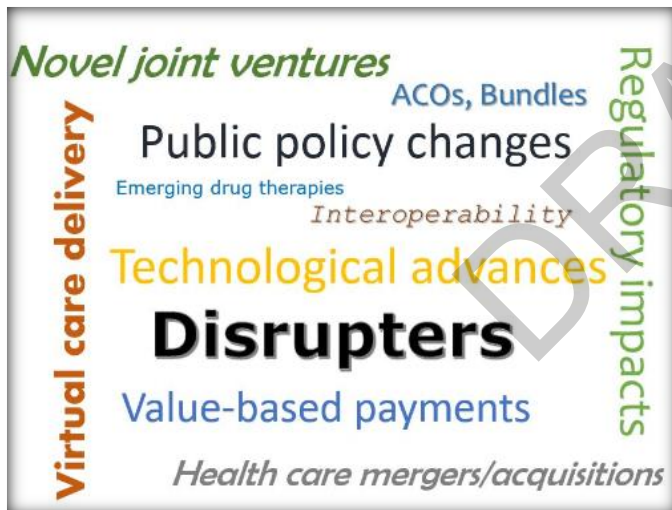 Novel joint ventures
ACOs, Bundles
Regulatory impacts
Virtual care delivery
Public policy changes
Emerging drug therapies
Interoperability
Technological advances
Disrupters
Value-based payments
Health care mergers/acquisitions